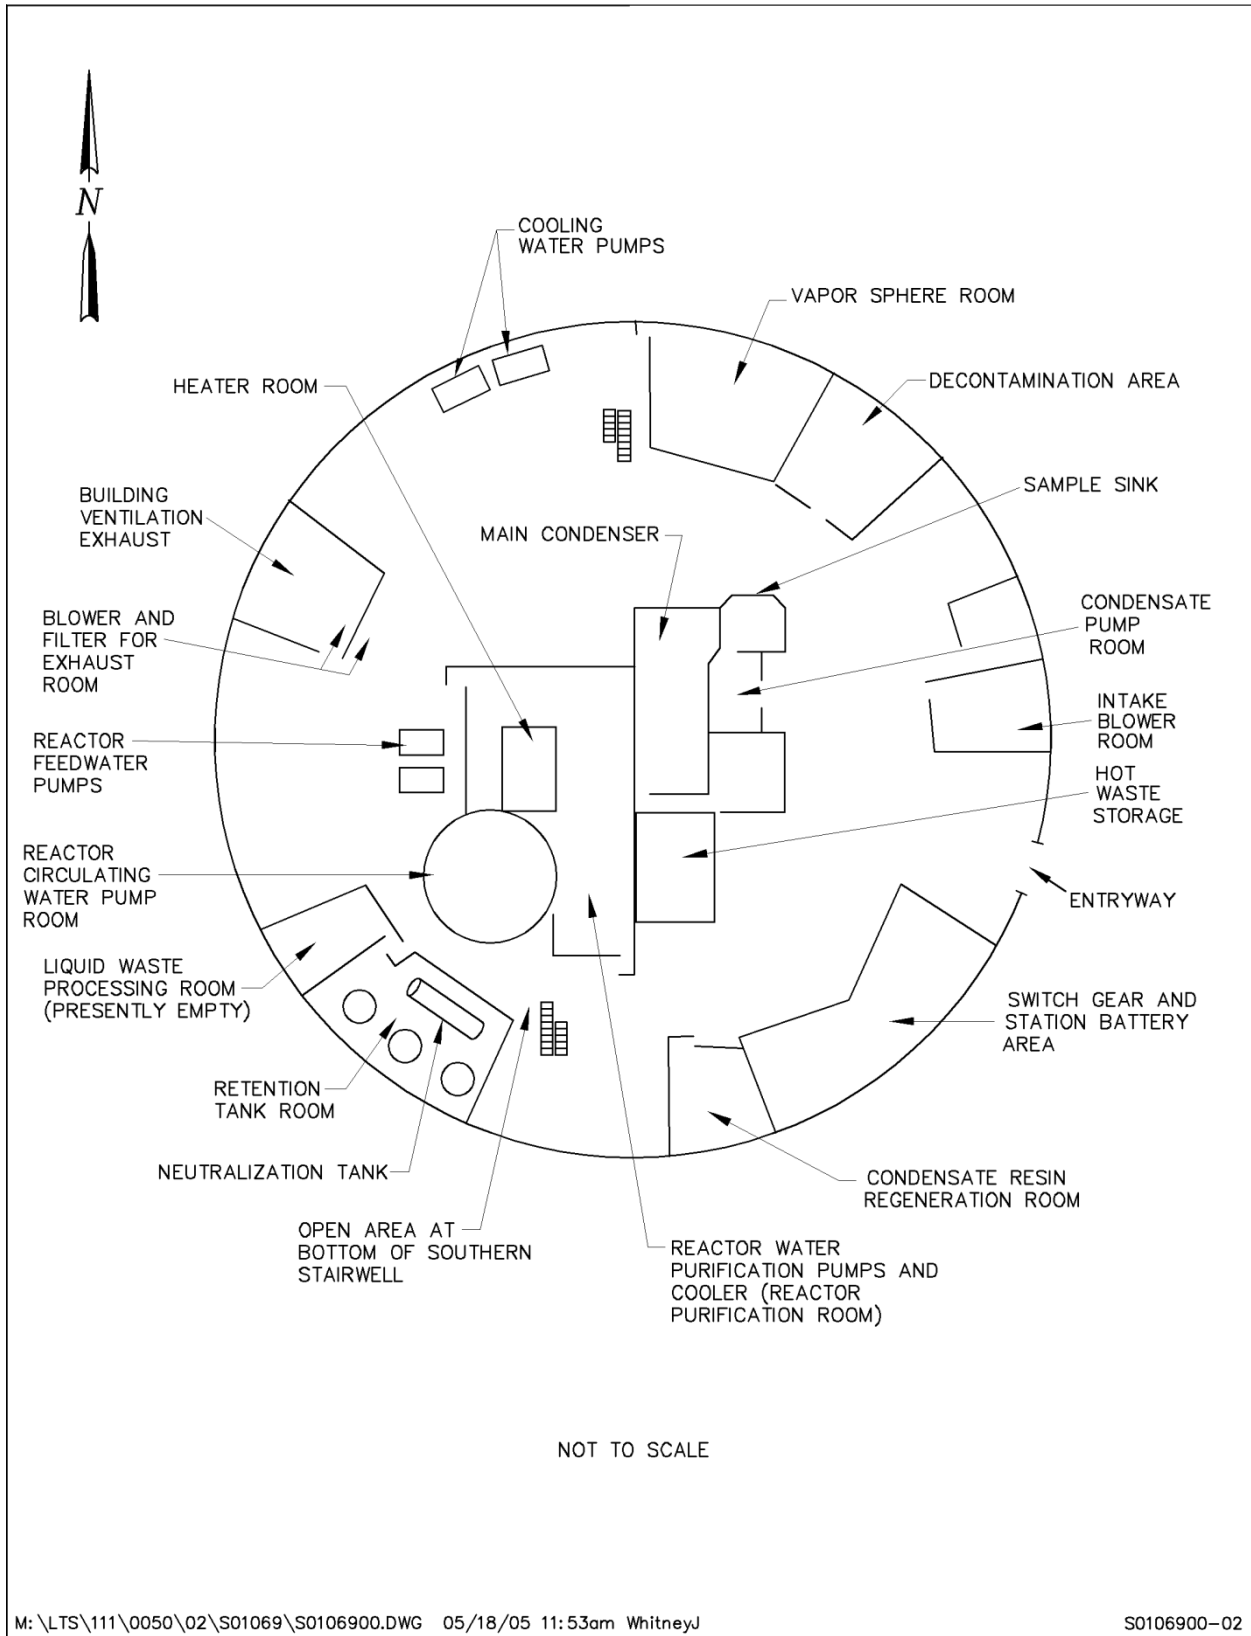 N
COOLING
WATER PUMPS
VAPOR SPHERE ROOM
HEATER ROOM
DECONTAMINATION AREA
SAMPLE SINK
BUILDING
VENTILATION
EXHAUST
MAIN CONDENSER
CONDENSATE
PUMP
ROOM
BLOWER AND
FILTER FOR
EXHAUST
ROOM
INTAKE
BLOWER
ROOM
REACTOR
FEEDWATER
PUMPS
HOT
WASTE
STORAGE
REACTOR
CIRCULATING
WATER PUMP
ROOM
ENTRYWAY
LIQUID WASTE
PROCESSING ROOM
(PRESENTLY EMPTY)
SWITCH GEAR AND
STATION BATTERY
AREA
RETENTION
TANK ROOM
NEUTRALIZATION TANK
CONDENSATE RESIN
REGENERATION ROOM
OPEN AREA AT
BOTTOM OF SOUTHERN
STAIRWELL
REACTOR WATER
PURIFICATION PUMPS AND
COOLER (REACTOR
PURIFICATION ROOM)
NOT TO SCALE
M:\LTS\111\0050\02\S01069\S0106900.DWG 05/18/05 11:53am WhitneyJ
S0106900-02